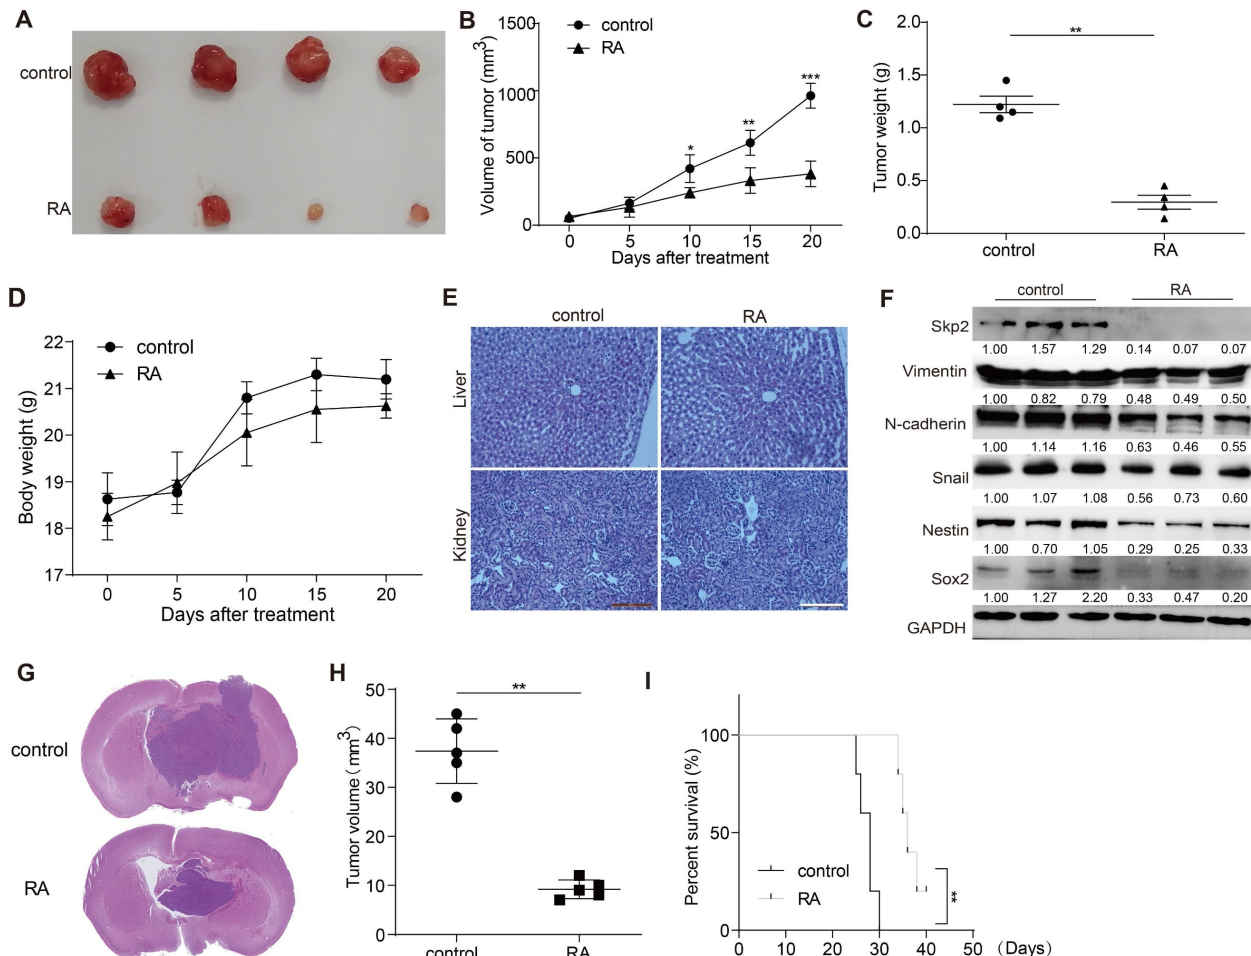 A
control
RA
B
control
RA
Volume of tumor (mm3)
1500
1000
500
0
*
**
***
0 5 10 15 20
Days after treatment
C
Tumor weight (g)
2.0
1.5
1.0
0.5
0.0
**
control RA
D
control
RA
Body weight (g)
22
21
20
19
18
17
0 5 10 15 20
Days after treatment
E
control RA
Liver
Kidney
F
control RA
Skp2
1.00 1.57 1.29 0.14 0.07 0.07
Vimentin
1.00 0.82 0.79 0.48 0.49 0.50
N-cadherin
1.00 1.14 1.16 0.63 0.46 0.55
Snail
1.00 1.07 1.08 0.56 0.73 0.60
Nestin
1.00 0.70 1.05 0.29 0.25 0.33
Sox2
1.00 1.27 2.20 0.33 0.47 0.20
GAPDH
G
control
RA
H
Tumor volume (mm3)
50
40
30
20
10
0
**
control RA
I
Percent survival (%)
100
50
0
control
RA
**
0 10 20 30 40 50 (Days)